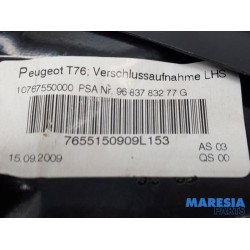 Peugeot T76; Verschlussaufnahme LHS
10767550000 PSA Nr. 96 837 832 77 G
7655150909L153
AS 03
15.09.2009
QS 00
MARESIA
PARTS